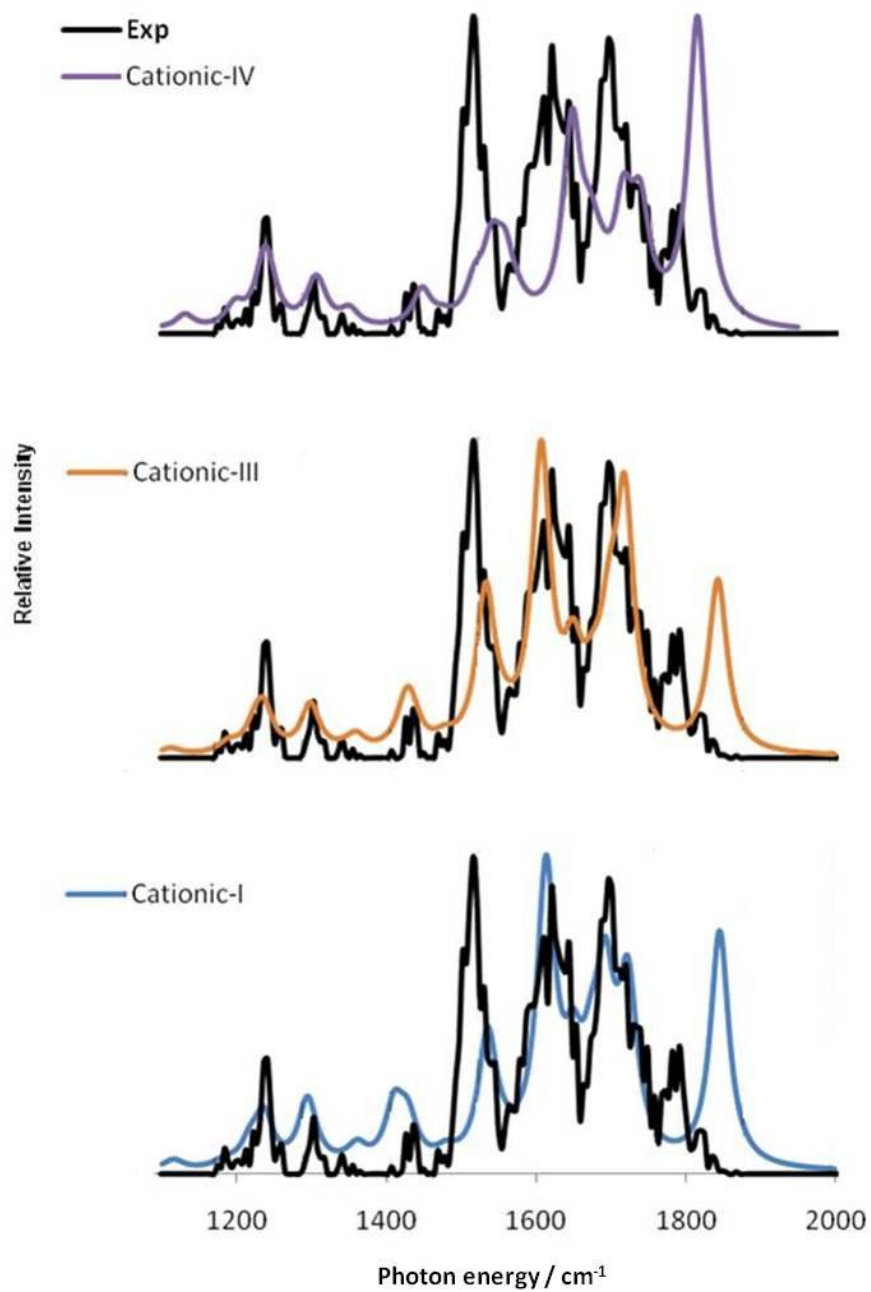 Exp
Cationic-IV
Cationic-III
Relative Intensity
Cationic-I
1200 1400 1600 1800 2000
Photon energy / cm⁻¹